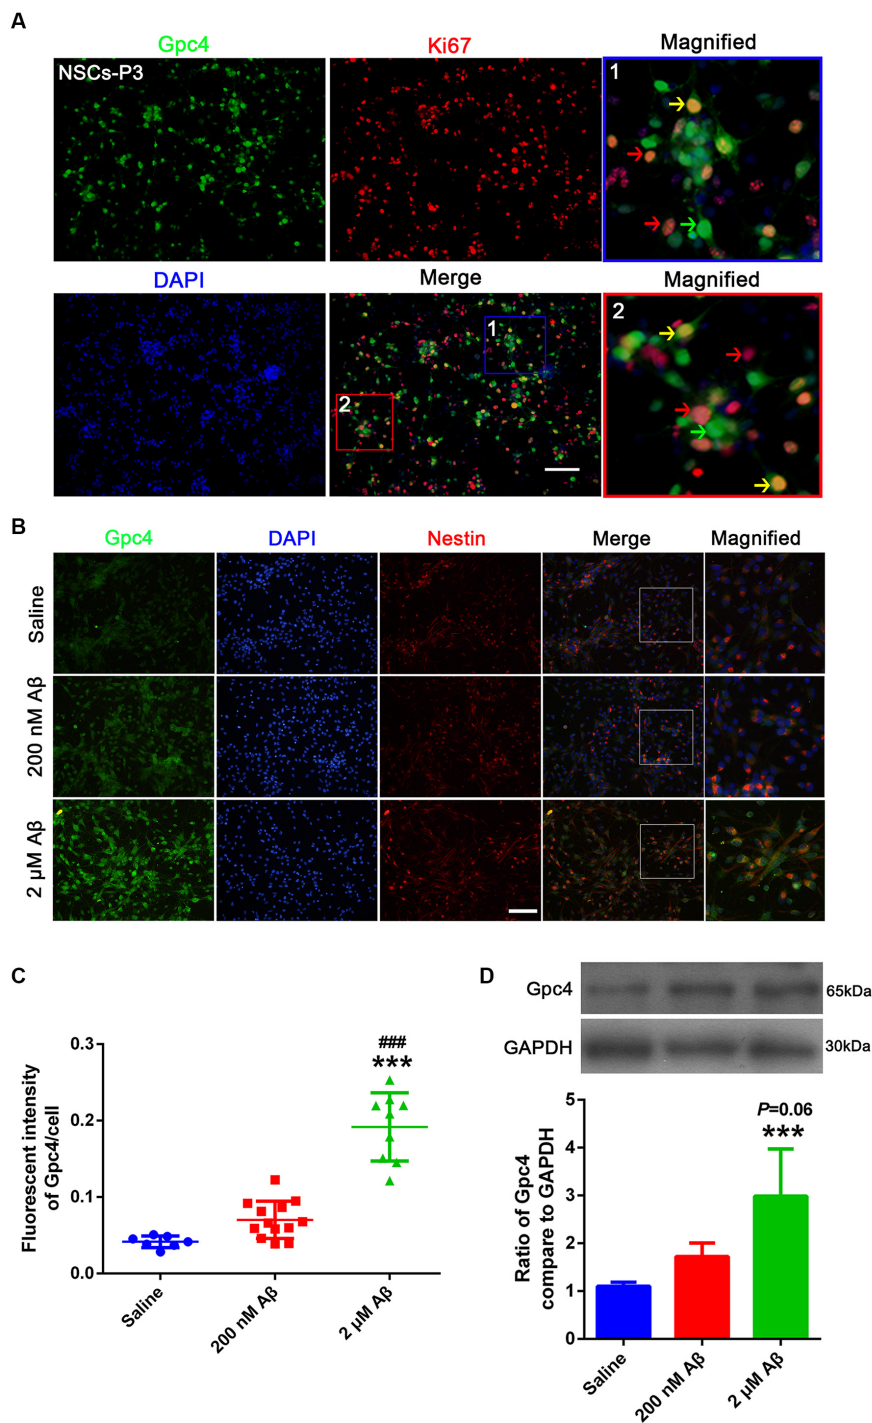 A
Gpc4
Ki67
Magnified
NSCs-P3
1
DAPI
Merge
Magnified
1
2
2
B
Gpc4
DAPI
Nestin
Merge
Magnified
Saline
200 nM Aβ
2 μM Aβ
C
Fluorescent intensity
of Gpc4/cell
0.3
0.2
0.1
0.0
###
***
Saline
200 nM Aβ
2 μM Aβ
D
Gpc4
65kDa
GAPDH
30kDa
Ratio of Gpc4
compare to GAPDH
5
4
3
2
1
0
P=0.06
***
Saline
200 nM Aβ
2 μM Aβ